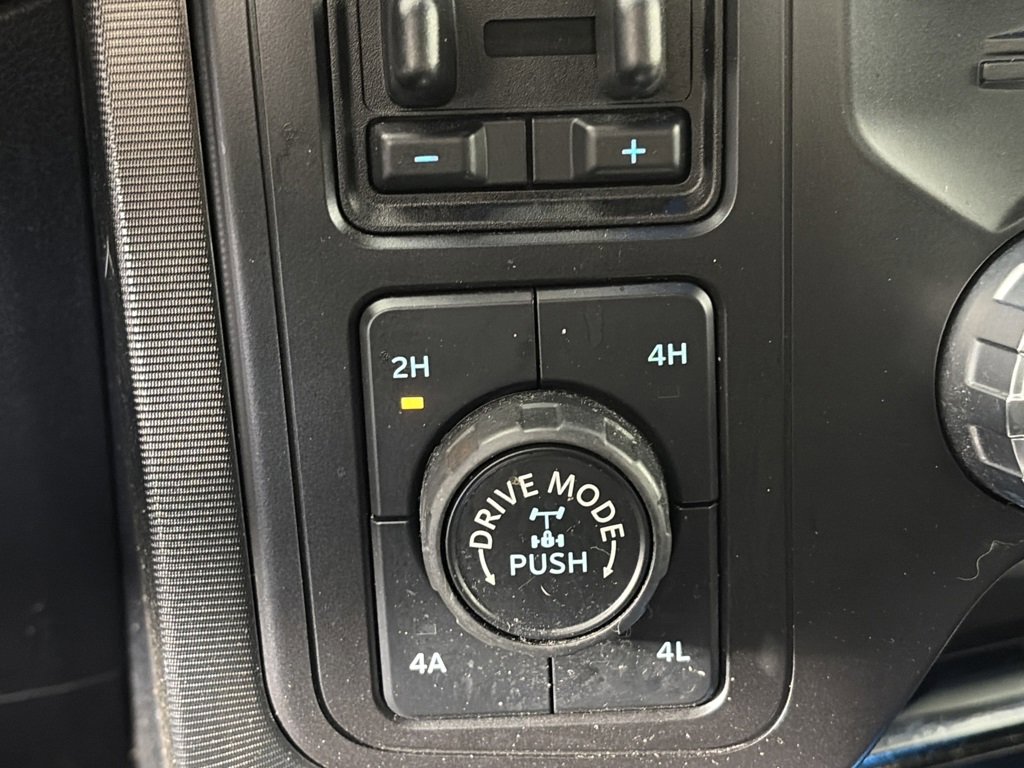 - +
2H 4H
DRIVE MODE
PUSH
4A 4L